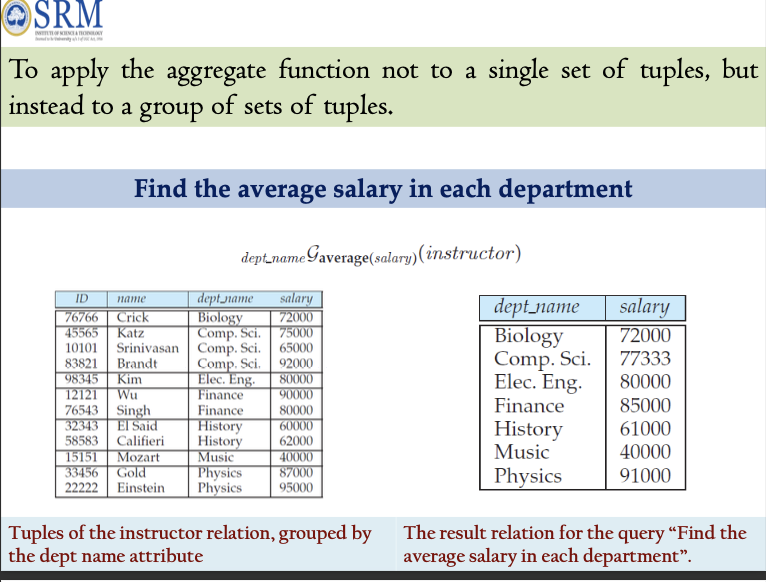 SRM
INSTITUTE OF SCIENCE & TECHNOLOGY
To apply the aggregate function not to a single set of tuples, but
instead to a group of sets of tuples.
Find the average salary in each department
dept_name G average(salary) (instructor)
ID name dept_name salary
76766 Crick Biology 72000
45565 Katz Comp. Sci. 75000
10101 Srinivasan Comp. Sci. 65000
83821 Brandt Comp. Sci. 92000
98345 Kim Elec. Eng. 80000
12121 Wu Finance 90000
76543 Singh Finance 80000
32343 El Said History 60000
58583 Califieri History 62000
15151 Mozart Music 40000
33456 Gold Physics 87000
22222 Einstein Physics 95000
dept_name salary
Biology 72000
Comp. Sci. 77333
Elec. Eng. 80000
Finance 85000
History 61000
Music 40000
Physics 91000
Tuples of the instructor relation, grouped by
the dept name attribute
The result relation for the query “Find the
average salary in each department”.